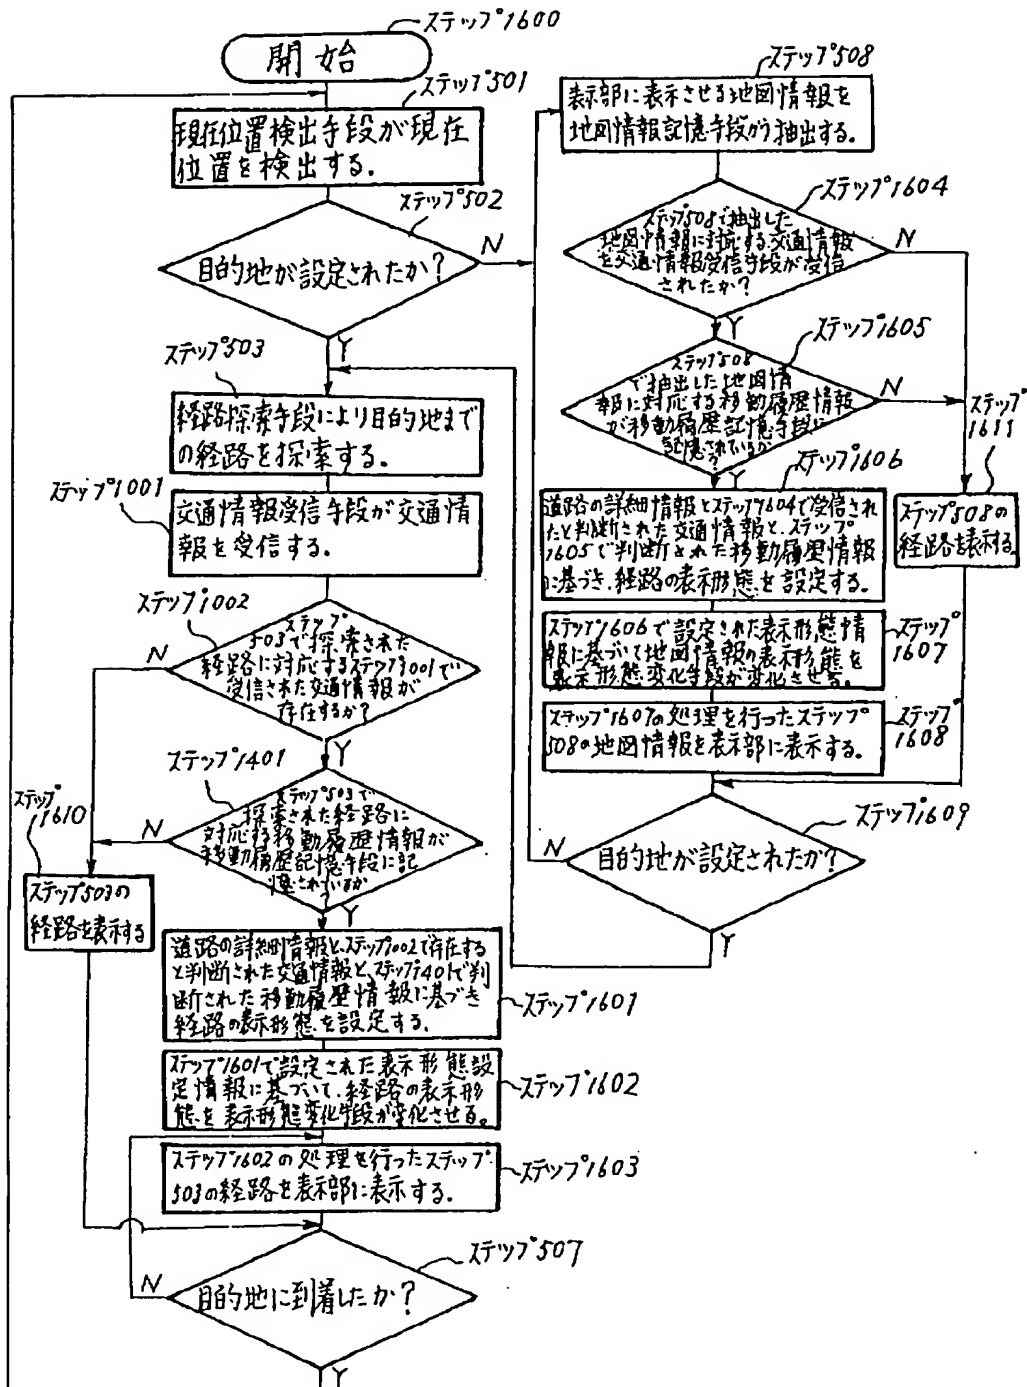 ステップ1600
開始
ステップ501
現在位置検出手段が現在
位置を検出する。
ステップ502
目的地が設定されたか?
N
Y
ステップ503
経路探索手段により目的地まで
の経路を探索する。
ステップ1001
交通情報受信手段が交通情
報を受信する。
ステップ1002
ステップ
503で探索された
経路に対応するステップ1001で
受信された交通情報が
存在するか?
N
Y
ステップ1401
ステップ503で
探索された経路に
対応する移動履歴情報が
移動履歴記憶手段に記
憶されているか
N
Y
ステップ
1610
ステップ503の
経路を表示する
道路の詳細情報とステップ1002で存在する
と判断された交通情報と、ステップ1401で判
断された移動履歴情報に基づき
経路の表示形態を設定する。
ステップ1601
ステップ1601で設定された表示形態設
定情報に基づいて、経路の表示形
態を表示形態変化手段が変化させる。
ステップ1602
ステップ1602の処理を行ったステップ
503の経路を表示部に表示する。
ステップ1603
ステップ507
目的地に到着したか?
N
Y
ステップ508
表示部に表示させる地図情報を
地図情報記憶手段がう抽出する。
ステップ1604
ステップ508で抽出した
地図情報に対応する交通情報
を交通情報受信手段が受信
されたか?
N
Y
ステップ1605
ステップ508
で抽出した地図情
報に対応する移動履歴情報
が移動履歴記憶手段に
記憶されているか
?
N
Y
ステップ
1611
ステップ508の
経路を表示する。
ステップ1606
道路の詳細情報とステップ1604で受信され
たと判断された交通情報と、ステップ
1605で判断された移動履歴情報
に基づき、経路の表示形態を設定する。
ステップ1606で設定された表示形態情
報に基づいて地図情報の表示形態を
表示形態変化手段が変化させる。
ステップ
1607
ステップ1607の処理を行ったステップ
508の地図情報を表示部に表示する。
ステップ
1608
ステップ1609
目的地が設定されたか?
N
Y